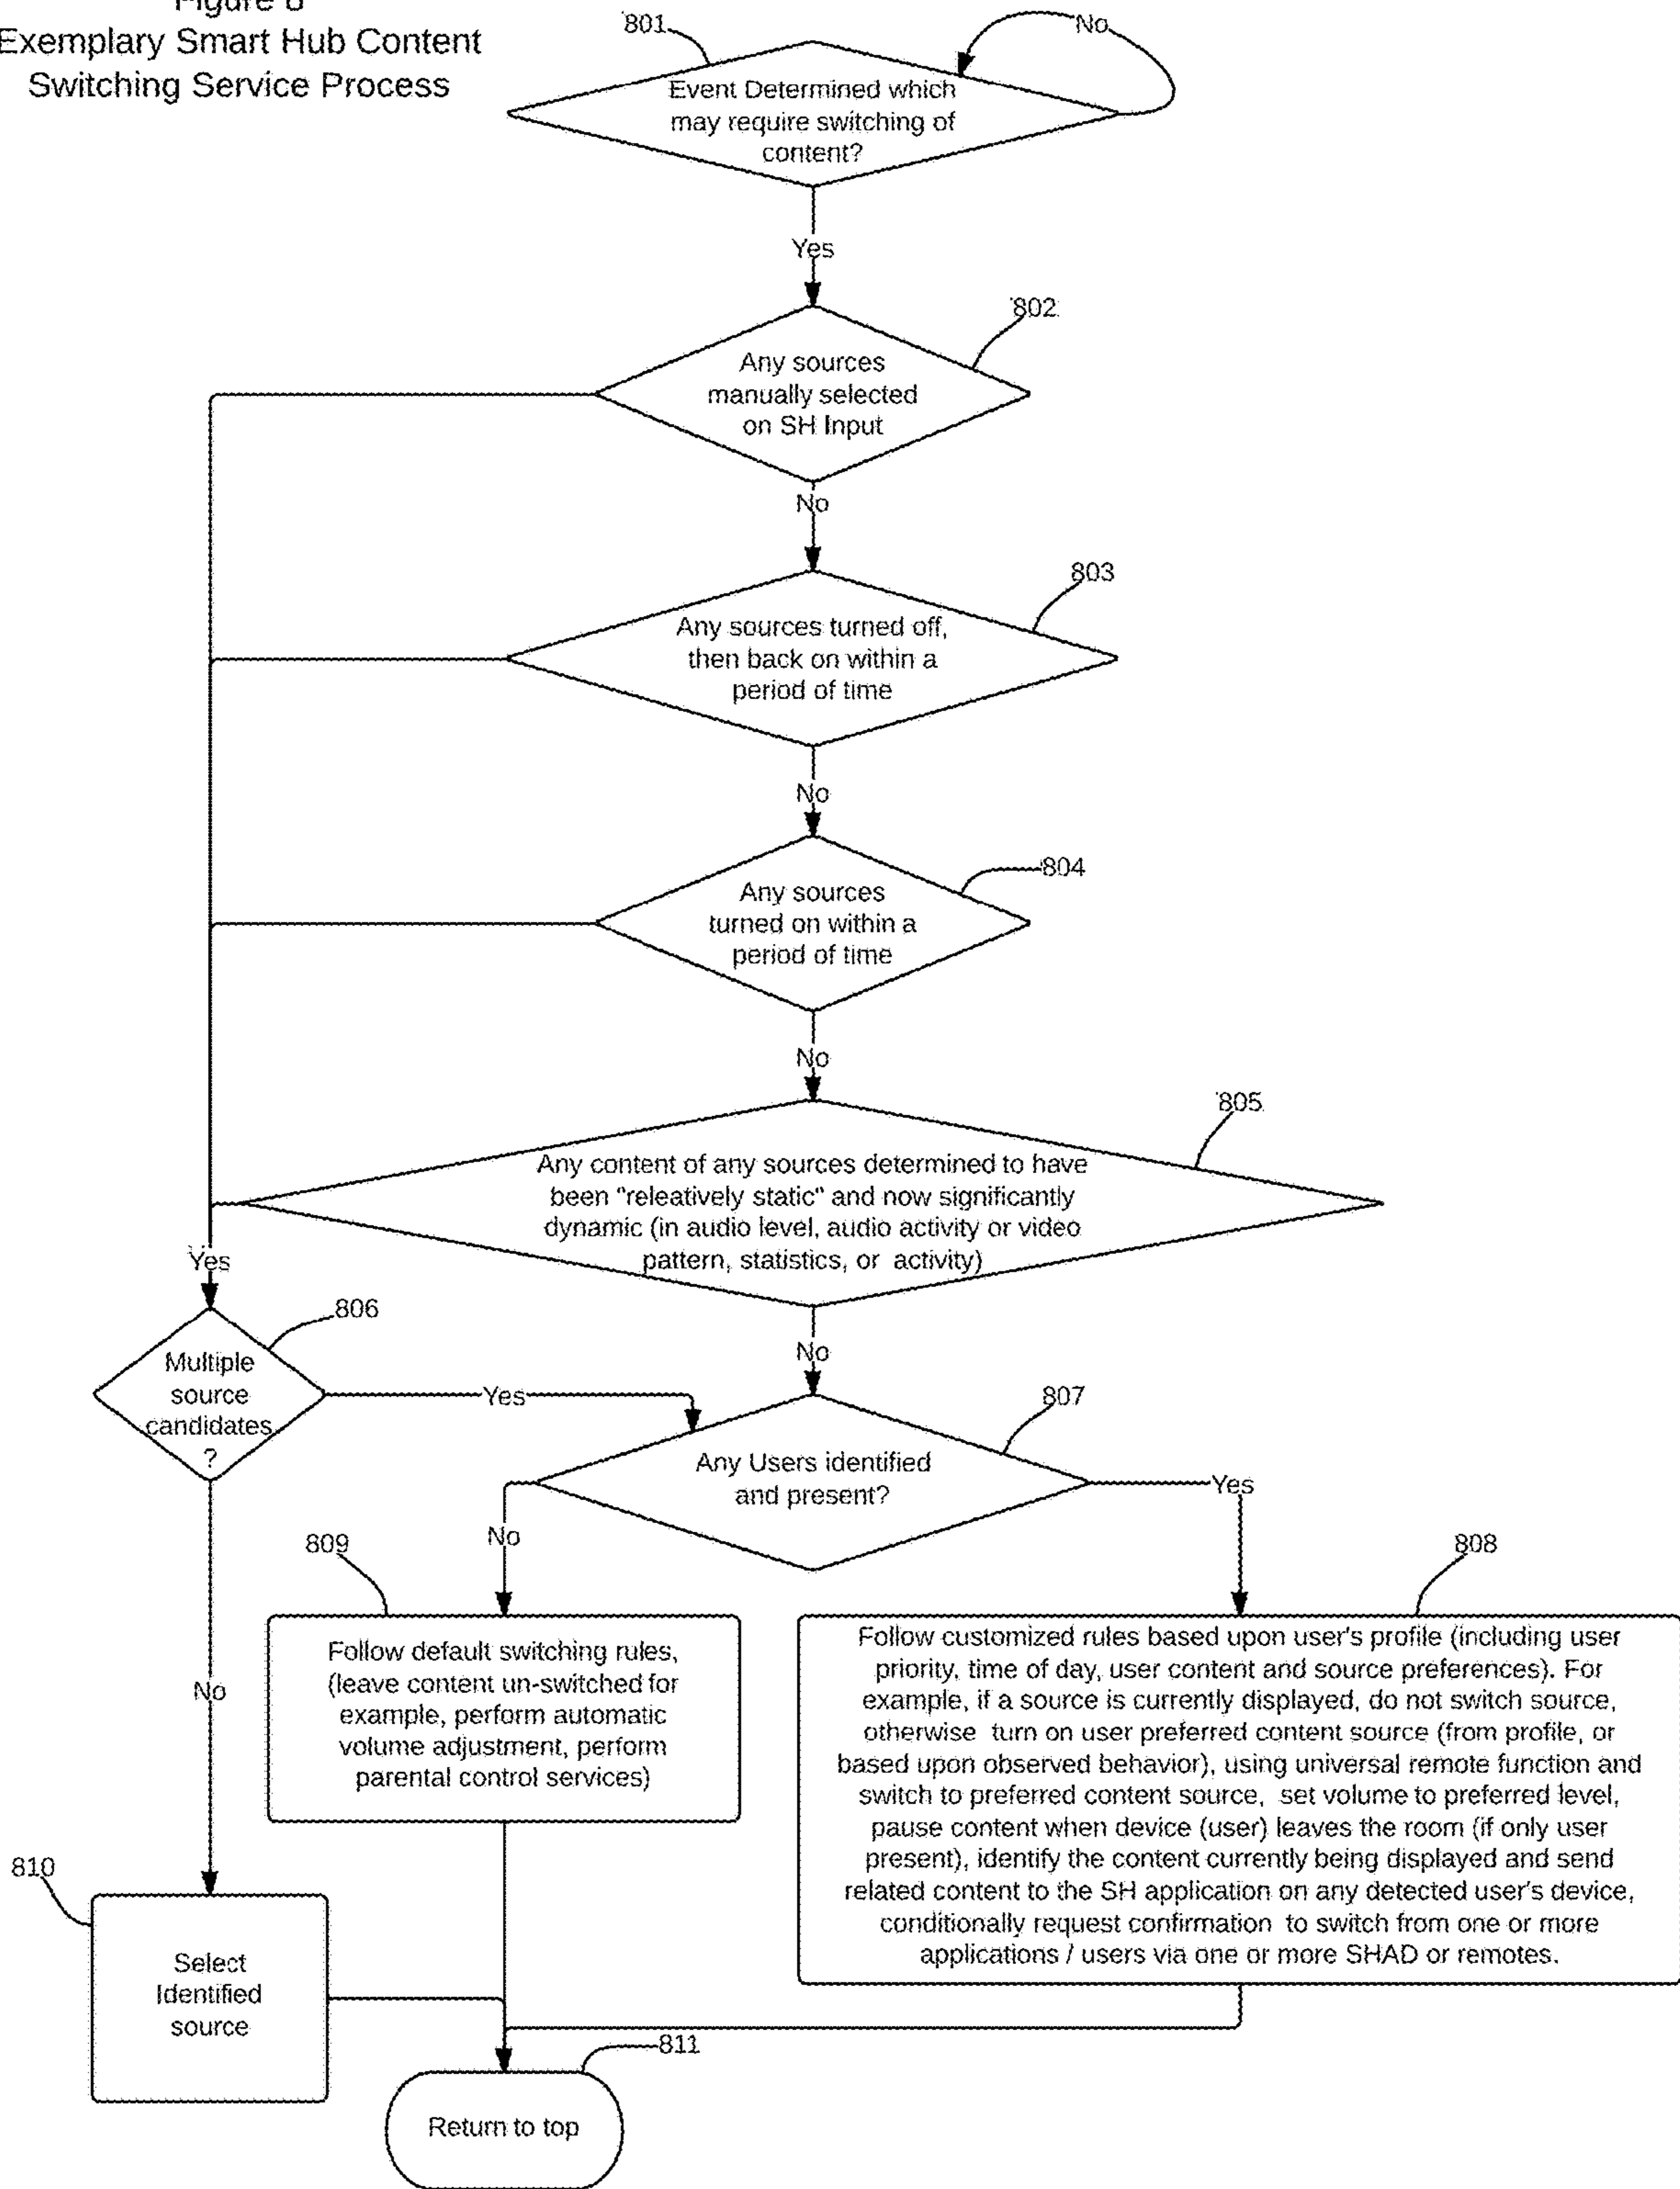 Exemplary Smart Hub Content
Switching Service Process
801
No
Event Determined which
may require switching of
content?
Yes
802
Any sources
manually selected
on SH Input
No
803
Any sources turned off,
then back on within a
period of time
No
804
Any sources
turned on within a
period of time
No
805
Any content of any sources determined to have
been "releatively static" and now significantly
dynamic (in audio level, audio activity or video
pattern, statistics, or activity)
Yes
806
Multiple
source
candidates
?
Yes
No
807
Any Users identified
and present?
Yes
No
809
808
Follow default switching rules,
(leave content un-switched for
example, perform automatic
volume adjustment, perform
parental control services)
Follow customized rules based upon user's profile (including user
priority, time of day, user content and source preferences). For
example, if a source is currently displayed, do not switch source,
otherwise turn on user preferred content source (from profile, or
based upon observed behavior), using universal remote function and
switch to preferred content source, set volume to preferred level,
pause content when device (user) leaves the room (if only user
present), identify the content currently being displayed and send
related content to the SH application on any detected user's device,
conditionally request confirmation to switch from one or more
applications / users via one or more SHAD or remotes.
No
810
Select
Identified
source
811
Return to top